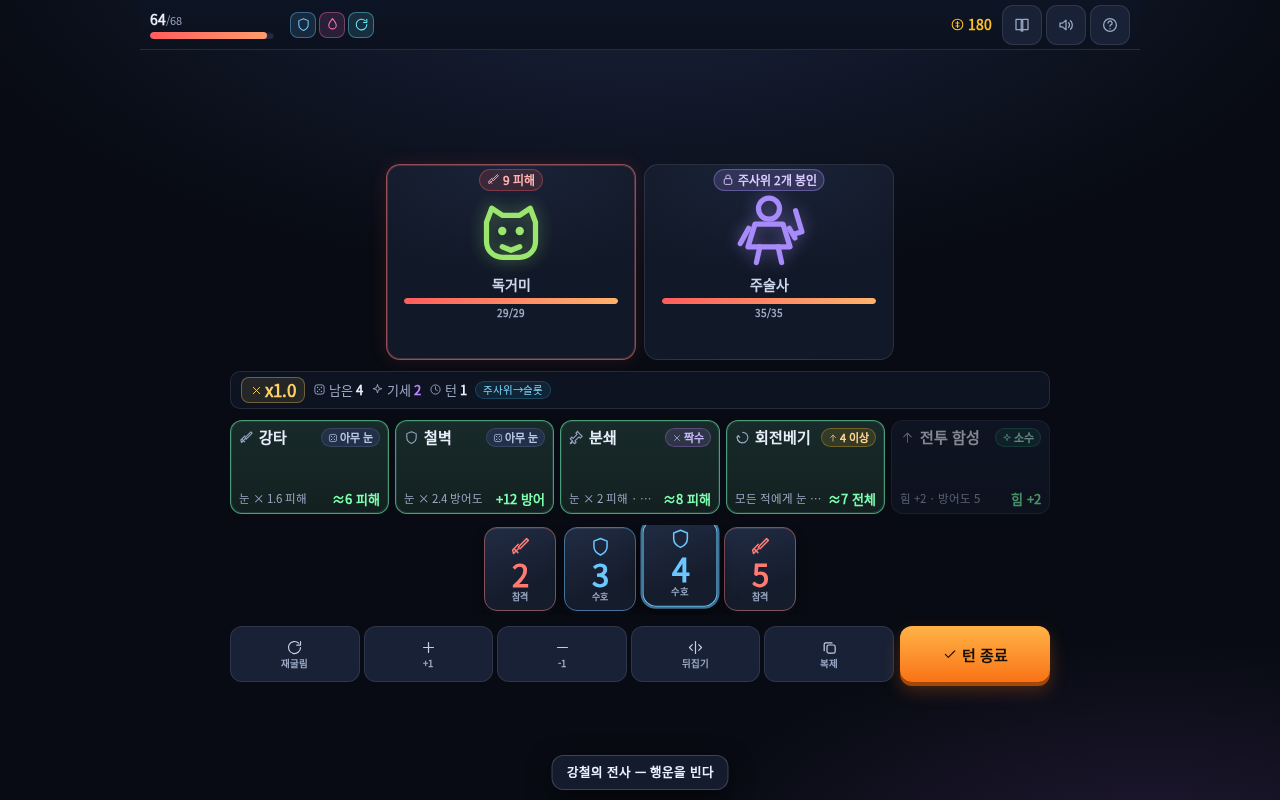 64/68
180
9 피해
주사위 2개 봉인
독거미
주술사
29/29
35/35
x1.0 남은 4 기세 2 턴 1 주사위→슬롯
강타 아무 눈
눈 × 1.6 피해 ≈6 피해
철벽 아무 눈
눈 × 2.4 방어도 +12 방어
분쇄 짝수
눈 × 2 피해 · … ≈8 피해
회전베기 4 이상
모든 적에게 눈 … ≈7 전체
전투 함성 소수
힘 +2 · 방어도 5 힘 +2
2
참격
3
수호
4
수호
5
참격
재굴림
+1
-1
뒤집기
복제
턴 종료
강철의 전사 — 행운을 빈다